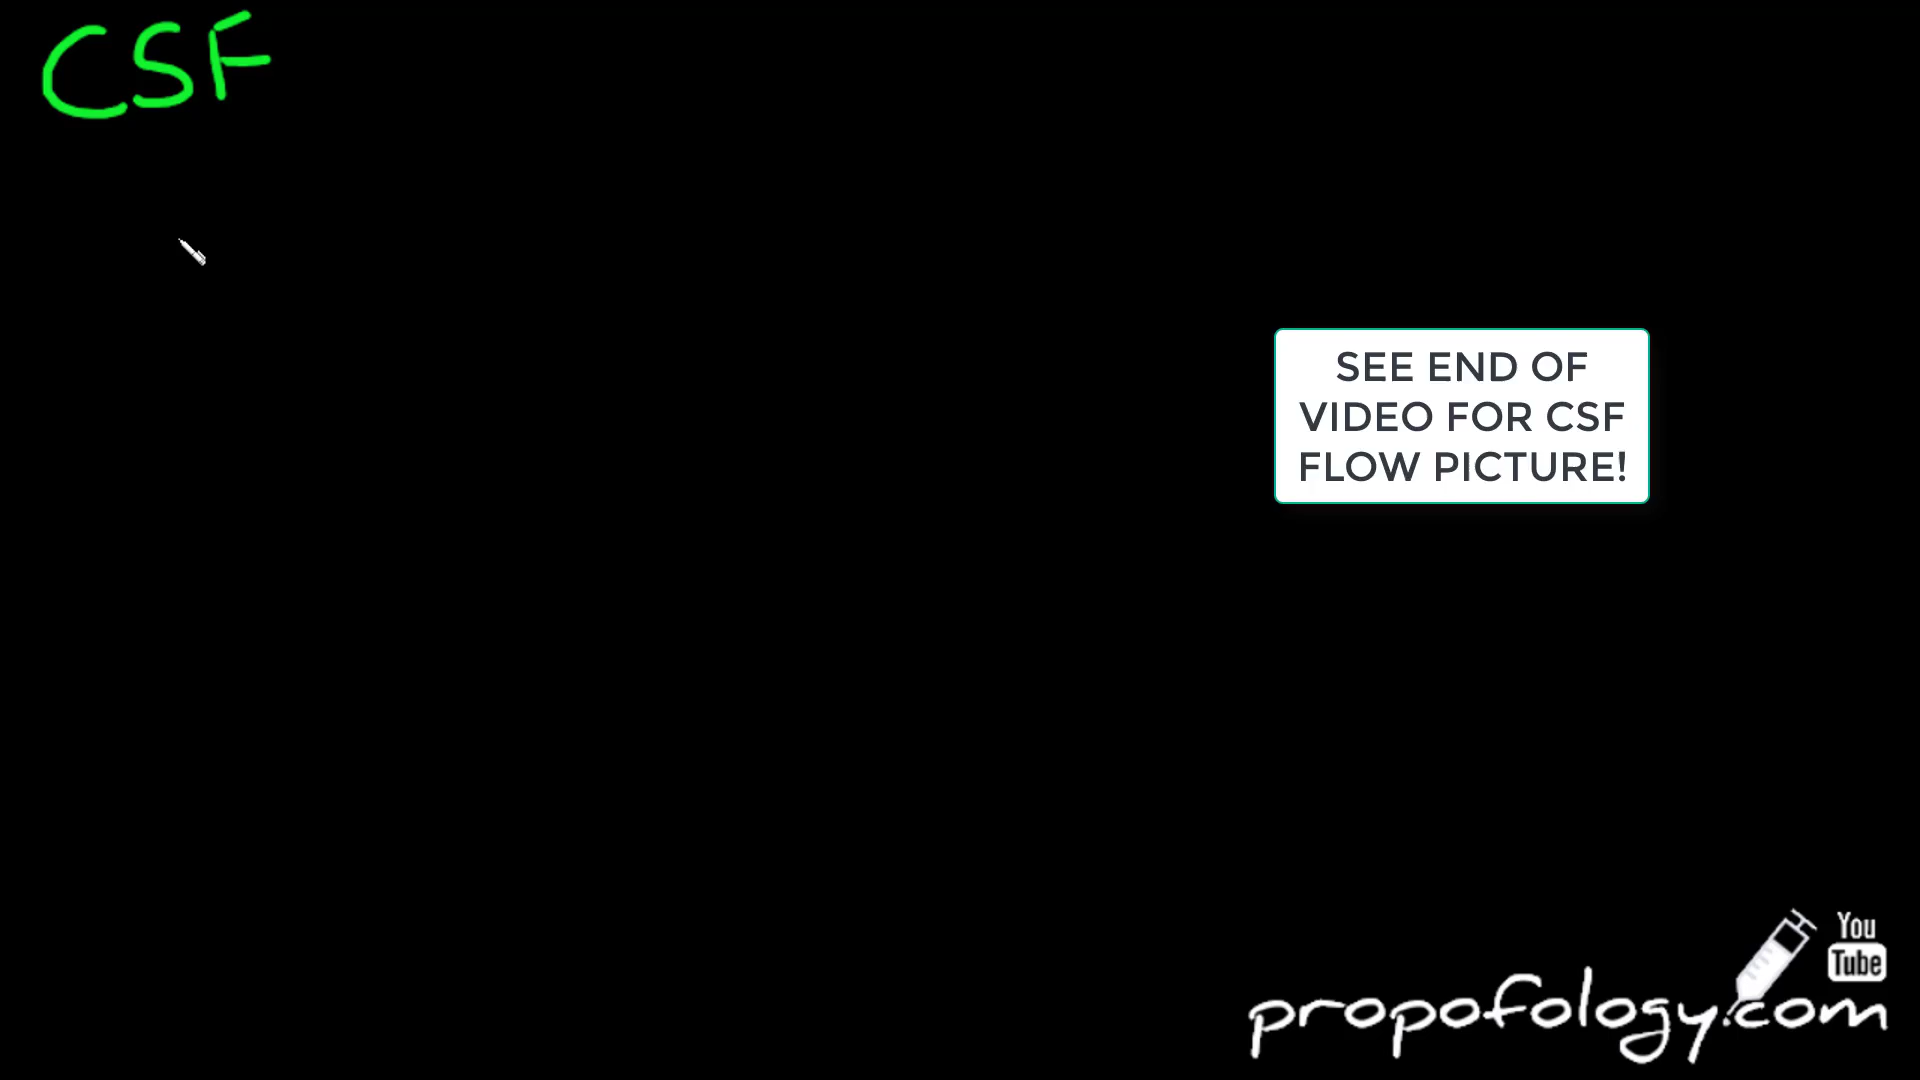 CSF
SEE END OF
VIDEO FOR CSF
FLOW PICTURE!
You
Tube
propofology.com